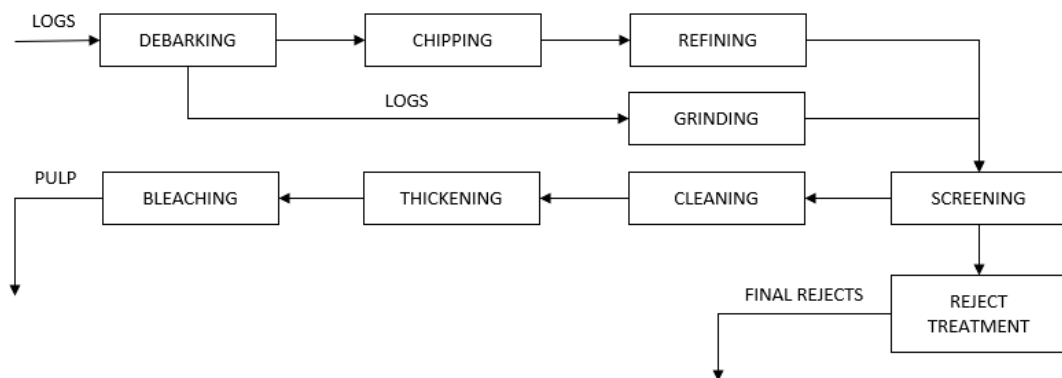 LOGS
DEBARKING
CHIPPING
REFINING
LOGS
GRINDING
PULP
BLEACHING
THICKENING
CLEANING
SCREENING
FINAL REJECTS
REJECT
TREATMENT